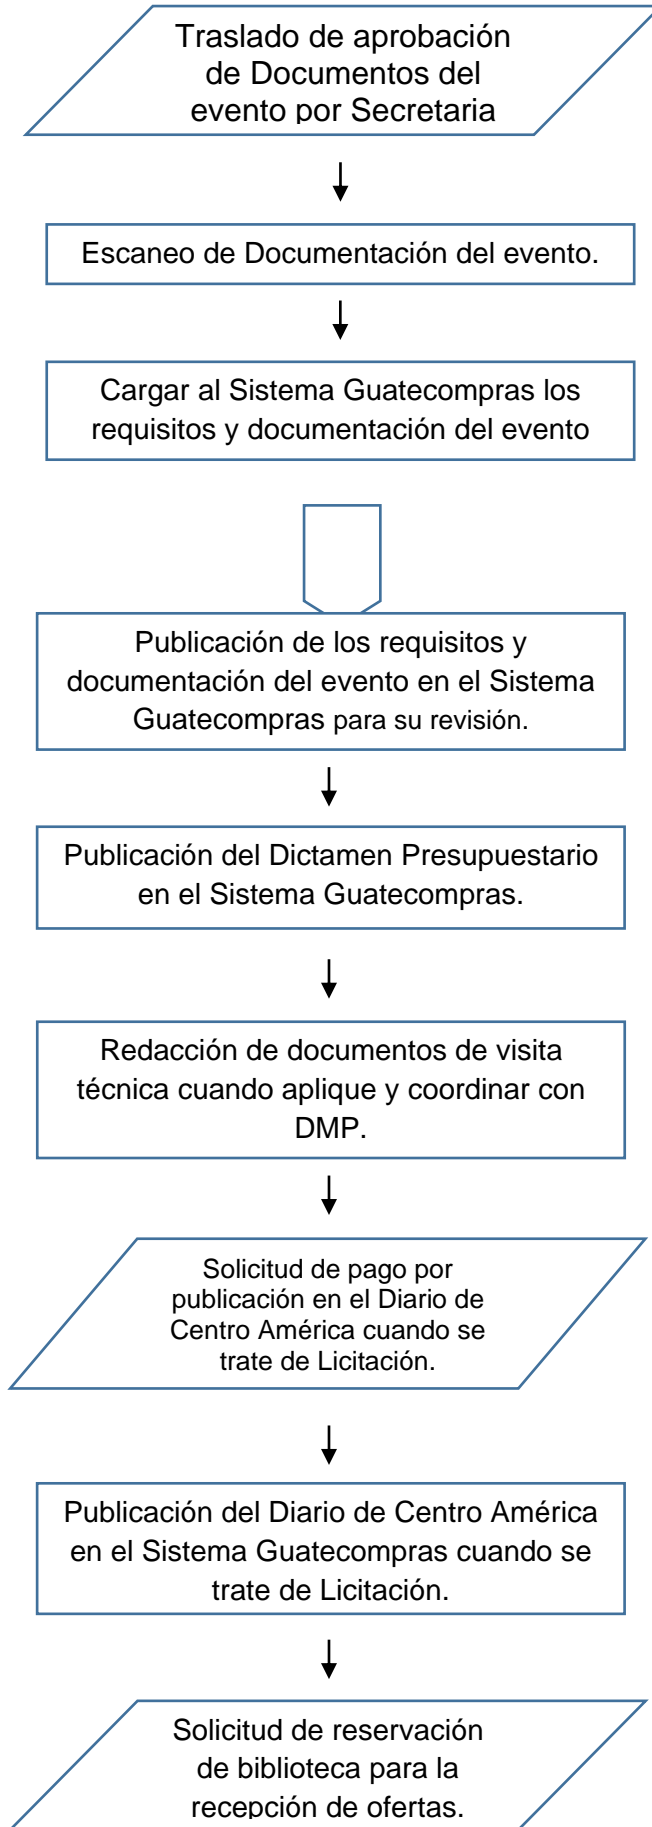 Traslado de aprobación
de Documentos del
evento por Secretaria
Escaneo de Documentación del evento.
Cargar al Sistema Guatecompras los
requisitos y documentación del evento
Publicación de los requisitos y
documentación del evento en el Sistema
Guatecompras para su revisión.
Publicación del Dictamen Presupuestario
en el Sistema Guatecompras.
Redacción de documentos de visita
técnica cuando aplique y coordinar con
DMP.
Solicitud de pago por
publicación en el Diario de
Centro América cuando se
trate de Licitación.
Publicación del Diario de Centro América
en el Sistema Guatecompras cuando se
trate de Licitación.
Solicitud de reservación
de biblioteca para la
recepción de ofertas.